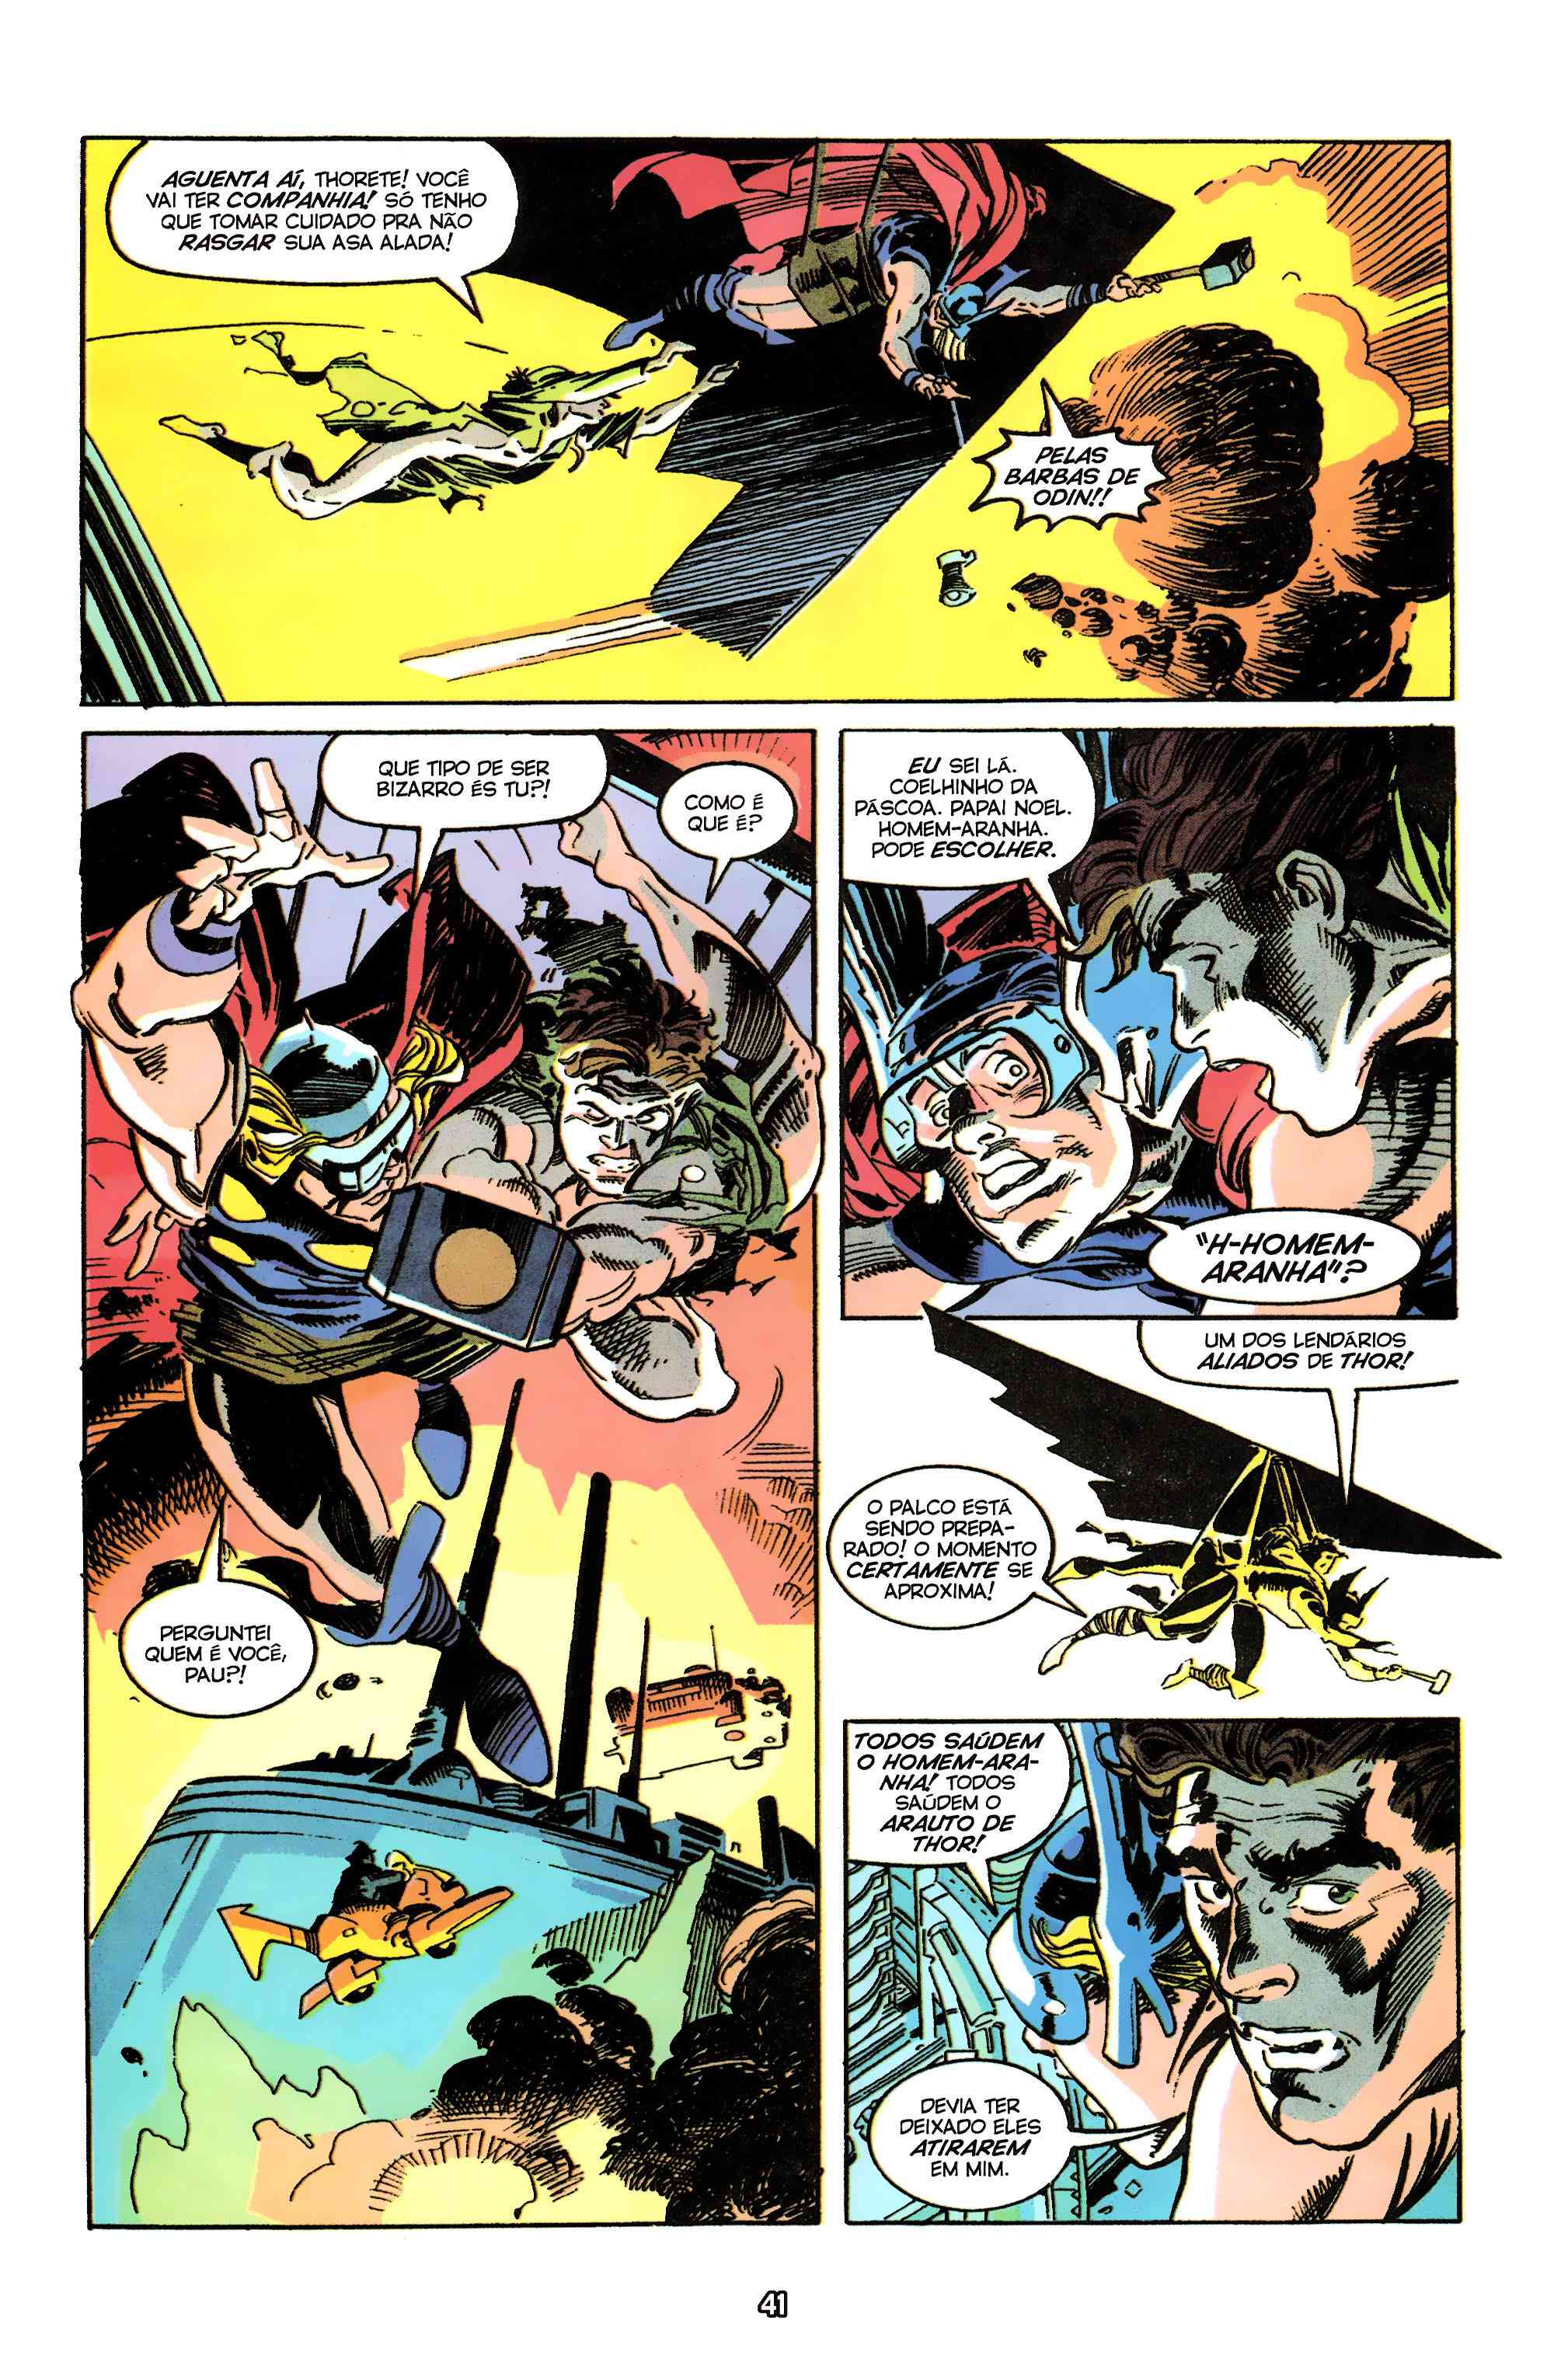 AGUENTA AÍ, THORETE! VOCÊ
VAI TER COMPANHIA! SÓ TENHO
QUE TOMAR CUIDADO PRA NÃO
RASGAR SUA ASA ALADA!
PELAS
BARBAS DE
ODIN!!
QUE TIPO DE SER
BIZARRO ÉS TU?!
COMO É
QUE É?
PERGUNTEI
QUEM É VOCÊ,
PAU?!
EU SEI LÁ.
COELHINHO DA
PÁSCOA. PAPAI NOEL.
HOMEM-ARANHA.
PODE ESCOLHER.
"H-HOMEM-
ARANHA"?
UM DOS LENDÁRIOS
ALIADOS DE THOR!
O PALCO ESTÁ
SENDO PREPA-
RADO! O MOMENTO
CERTAMENTE SE
APROXIMA!
TODOS SAÚDEM
O HOMEM-ARA-
NHA! TODOS
SAÚDEM O
ARAUTO DE
THOR!
DEVIA TER
DEIXADO ELES
ATIRAREM
EM MIM.
41